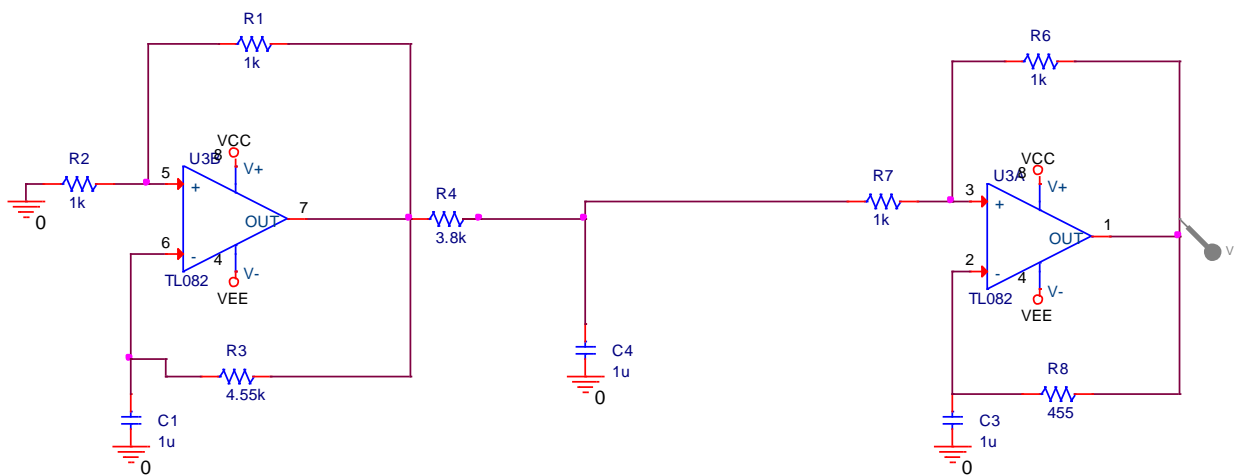 R1
1k
R6
1k
R2
1k
5
+
U3B
VCC
8
V+
OUT
7
6
-
4
V-
VEE
TL082
0
R4
3.8k
R3
4.55k
C1
1u
0
C4
1u
0
R7
1k
3
+
U3A
VCC
8
V+
OUT
1
2
-
4
V-
VEE
TL082
V
R8
455
C3
1u
0